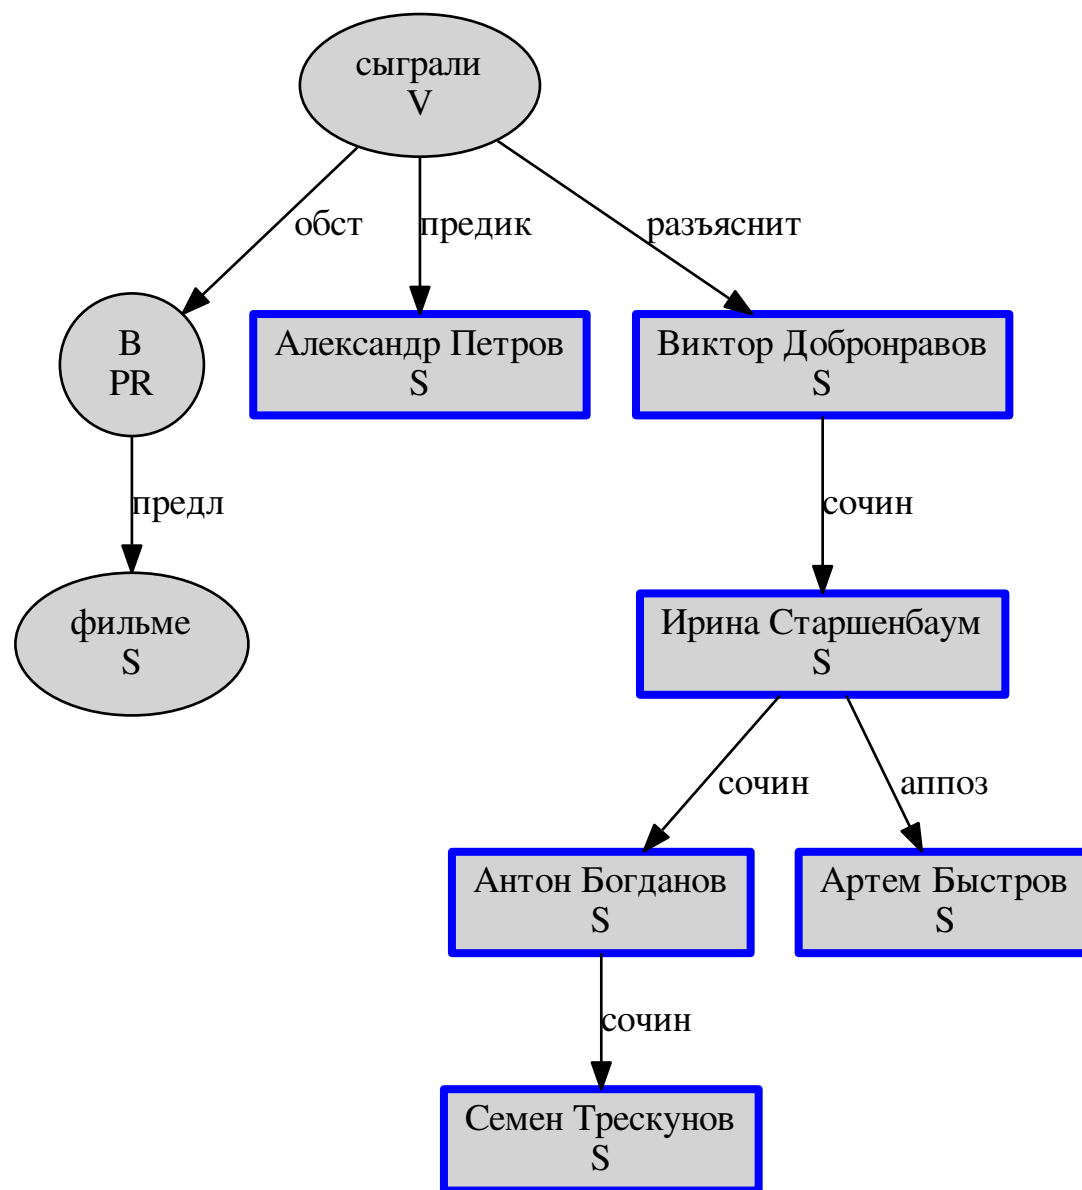 сыграли
V
обст
предик
разъяснит
В
PR
Александр Петров
S
Виктор Добронравов
S
предл
сочин
фильме
S
Ирина Старшенбаум
S
сочин
аппоз
Антон Богданов
S
Артем Быстров
S
сочин
Семен Трескунов
S